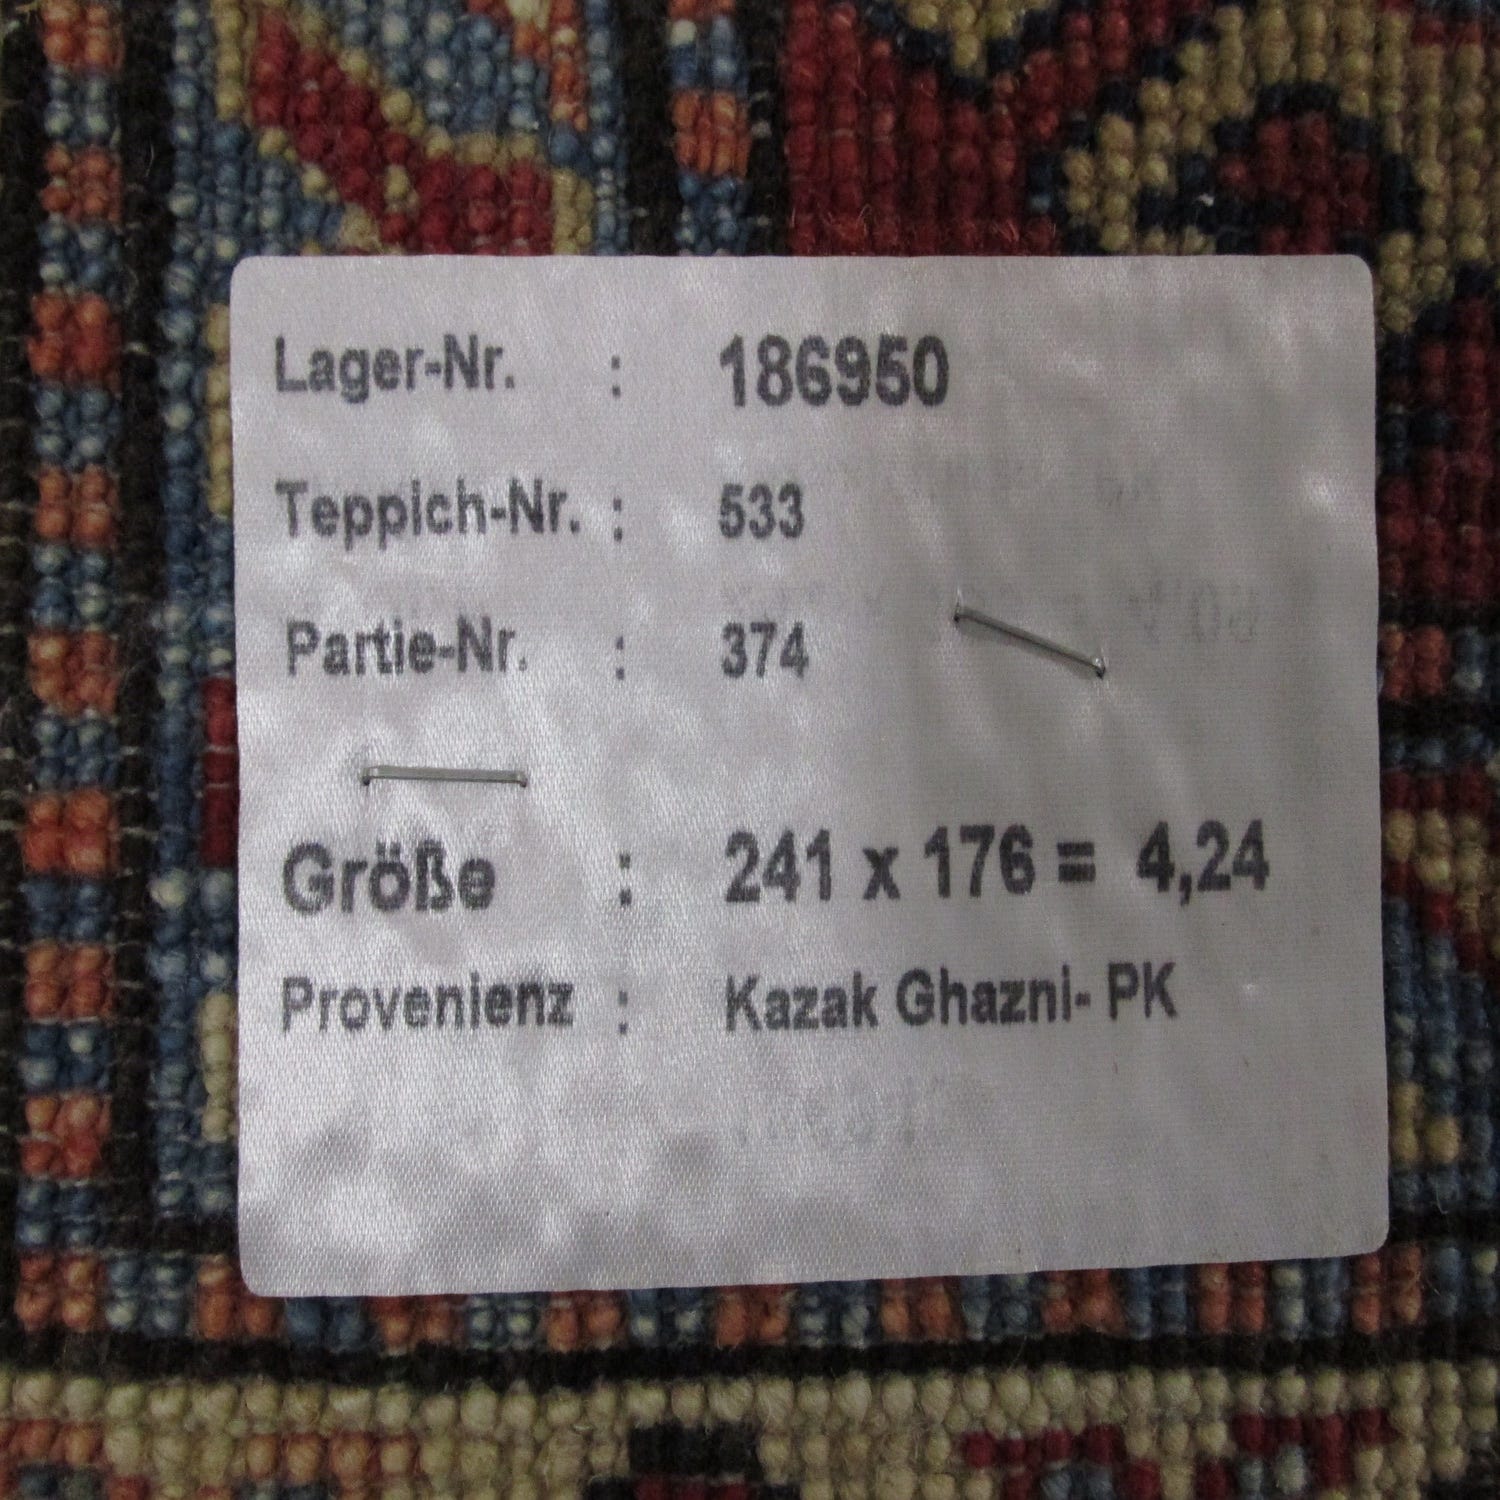 Lager-Nr. : 186950
Teppich-Nr. : 533
Partie-Nr. : 374
Größe : 241 x 176 = 4,24
Provenienz : Kazak Ghazni- PK